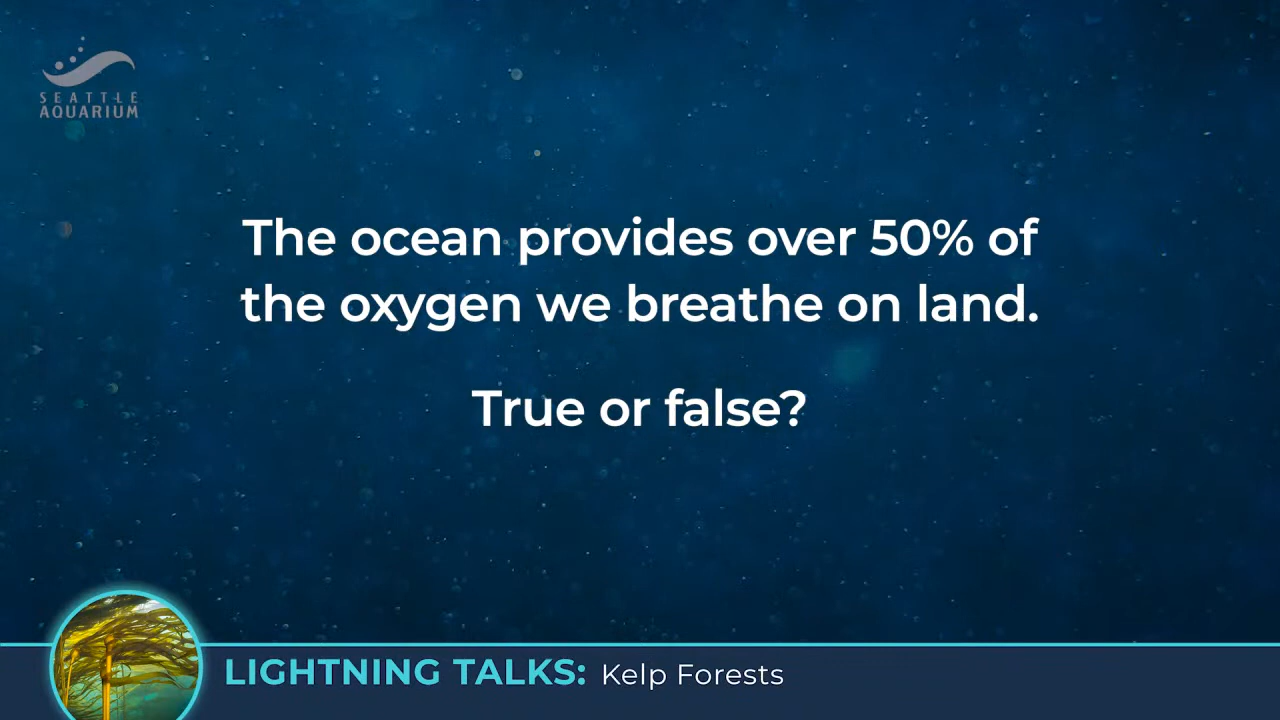 SEATTLE
AQUARIUM
The ocean provides over 50% of
the oxygen we breathe on land.
True or false?
LIGHTNING TALKS: Kelp Forests